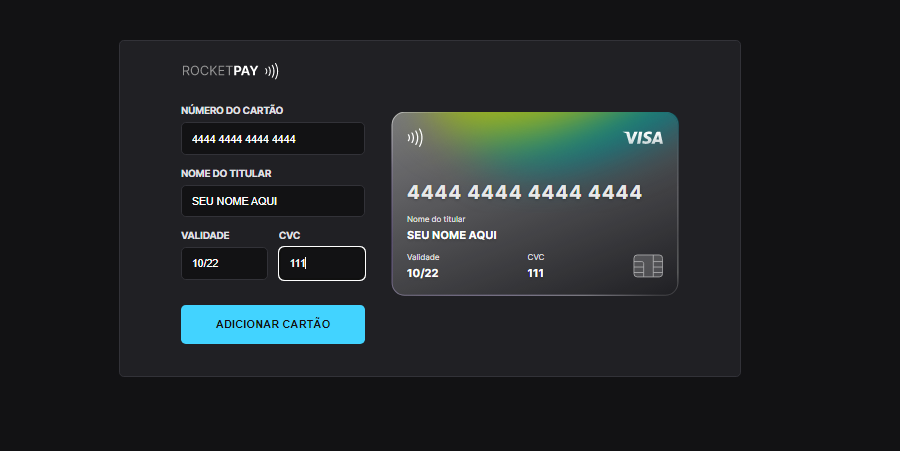 ROCKETPAY
NÚMERO DO CARTÃO
4444 4444 4444 4444
NOME DO TITULAR
SEU NOME AQUI
VALIDADE CVC
10/22 111
ADICIONAR CARTÃO
VISA
4444 4444 4444 4444
Nome do titular
SEU NOME AQUI
Validade CVC
10/22 111